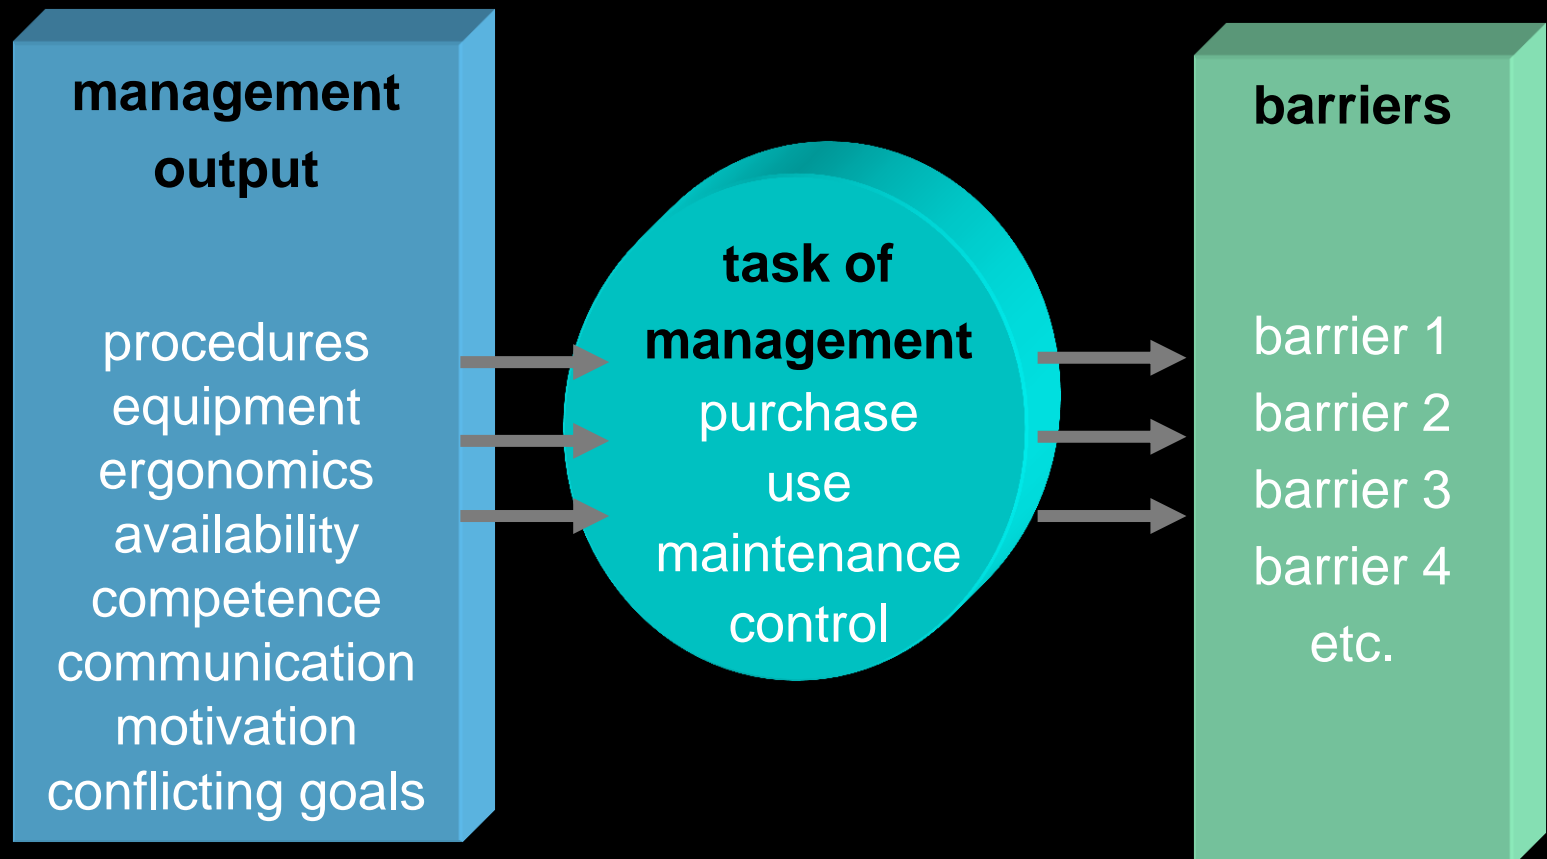 management
output
procedures
equipment
ergonomics
availability
competence
communication
motivation
conflicting goals
task of
management
purchase
use
maintenance
control
barriers
barrier 1
barrier 2
barrier 3
barrier 4
etc.